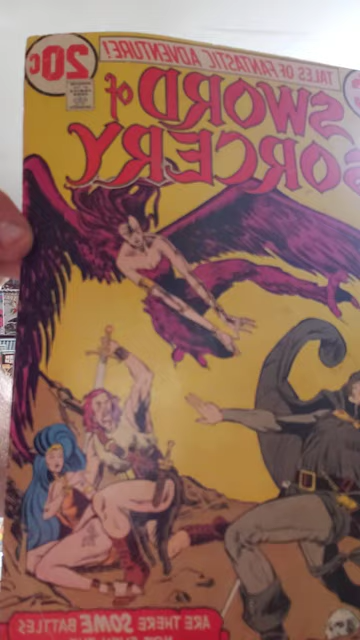 20¢
TALES OF FANTASTIC ADVENTURE!
SWORD of
SORCERY
ARE THERE SOME BATTLES